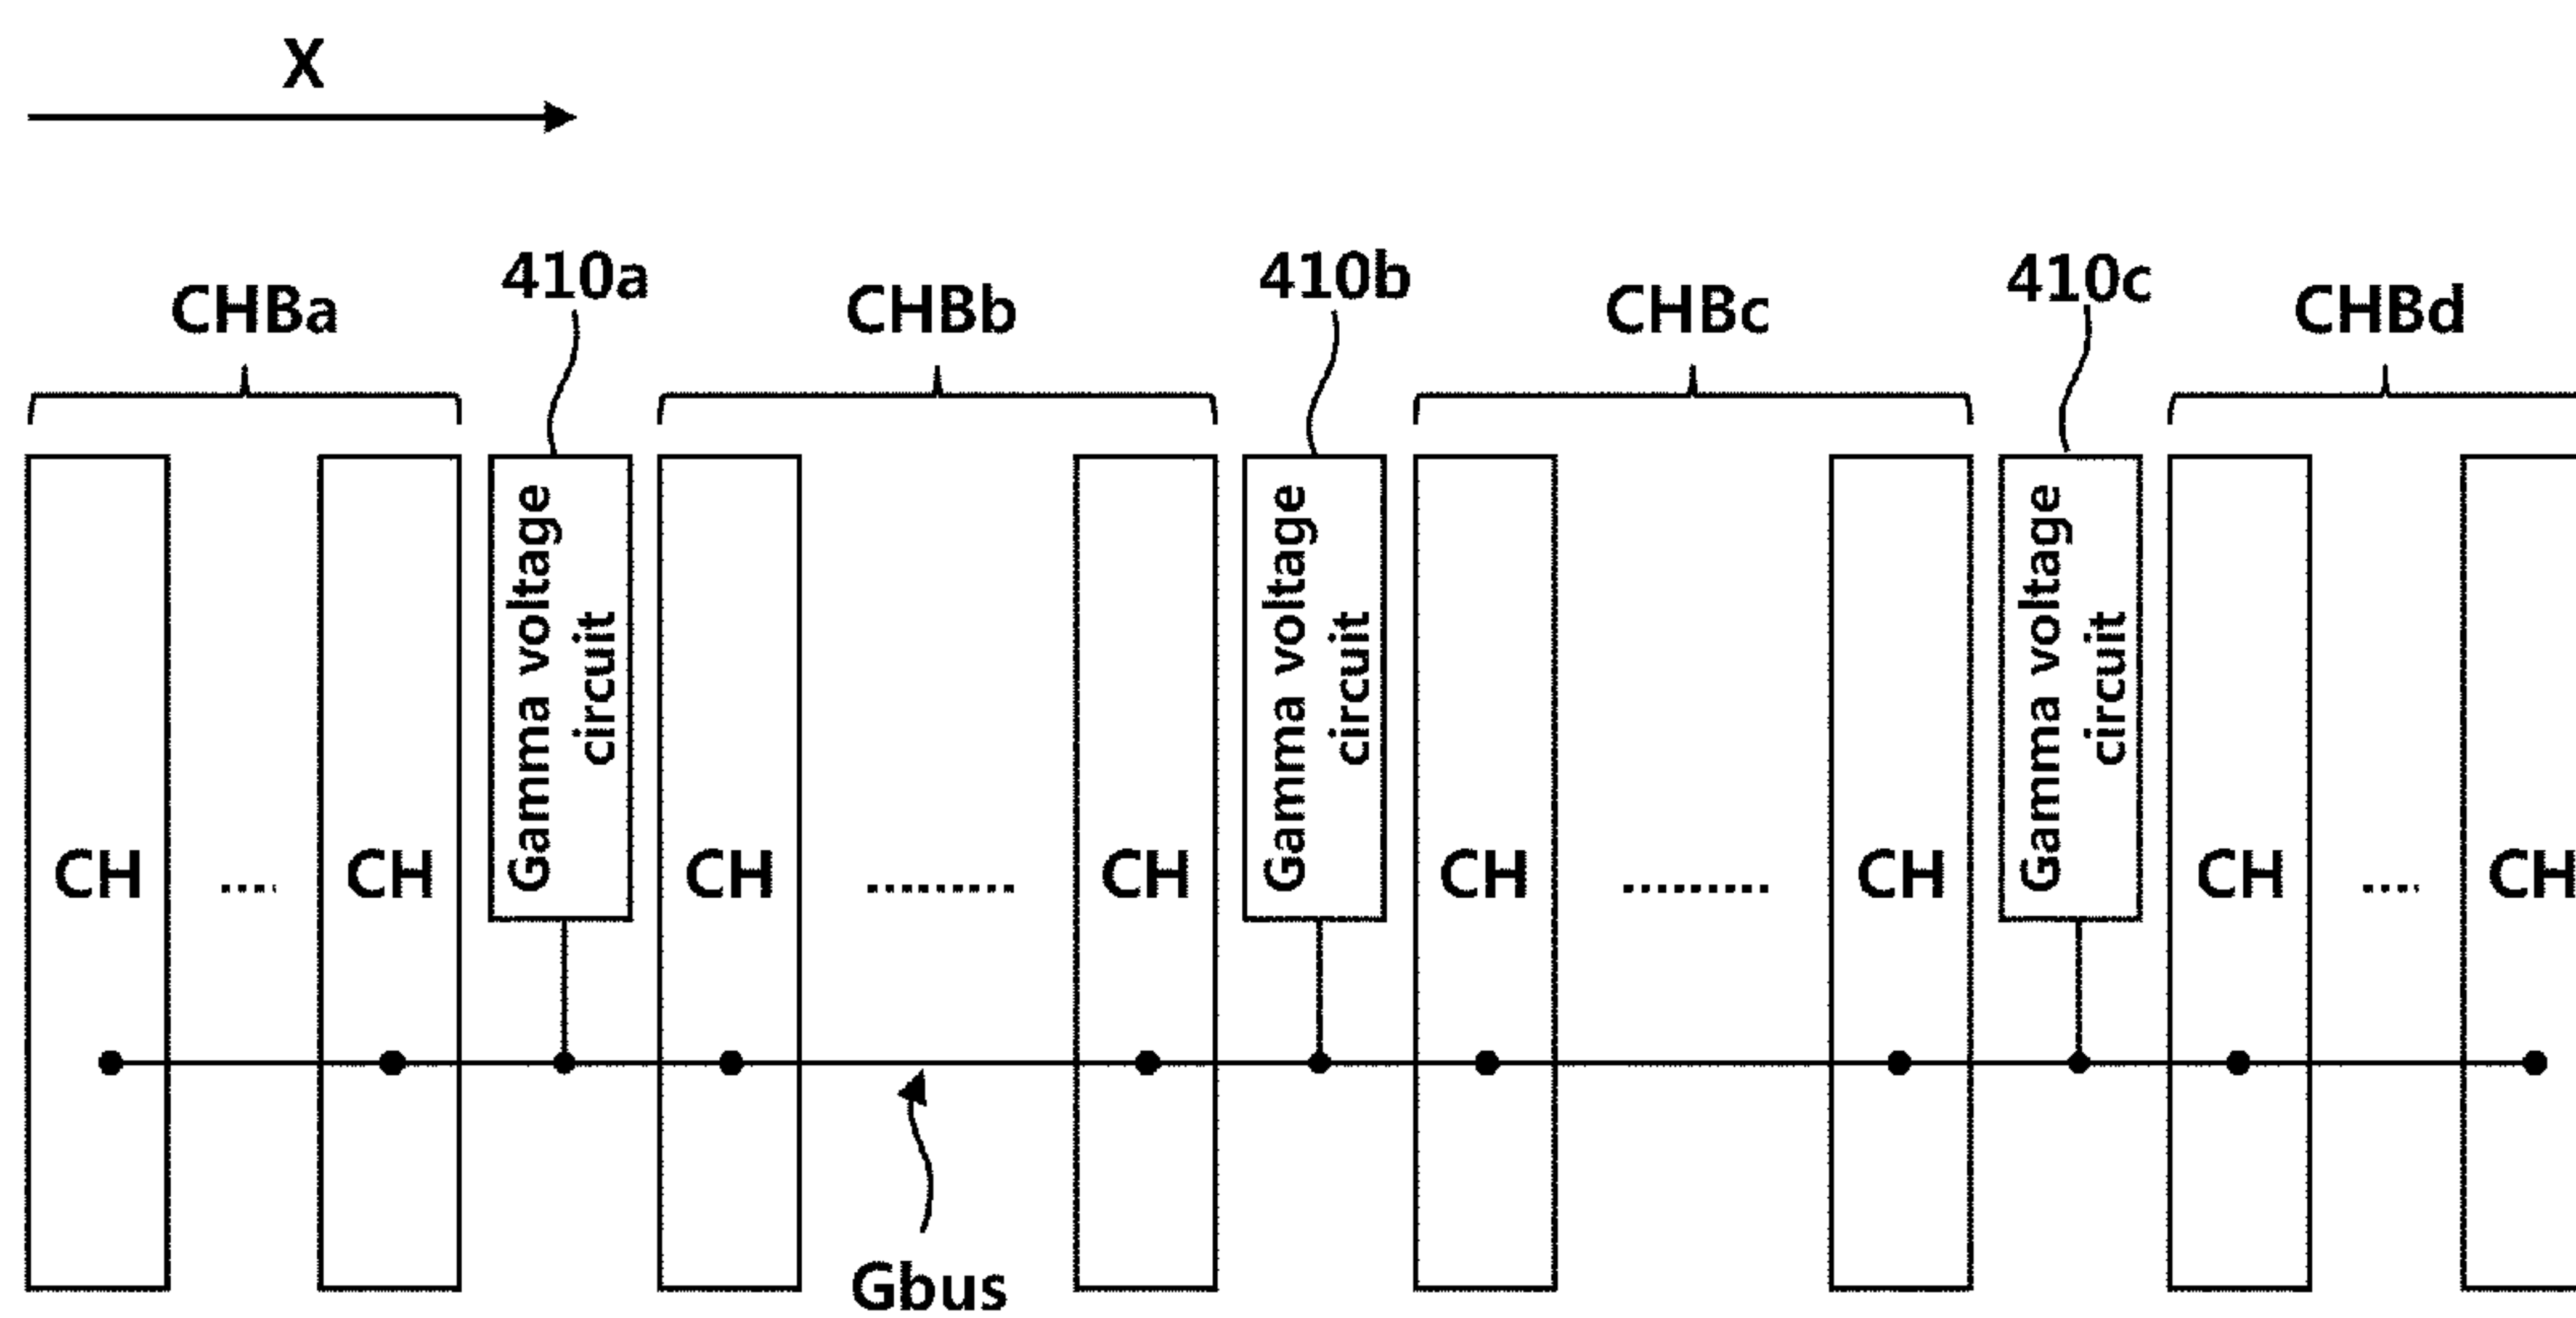 X
410a
410b
410c
CHBa
CHBb
CHBc
CHBd
Gamma voltage
circuit
Gamma voltage
circuit
Gamma voltage
circuit
CH
CH
CH
CH
CH
CH
CH
CH
Gbus